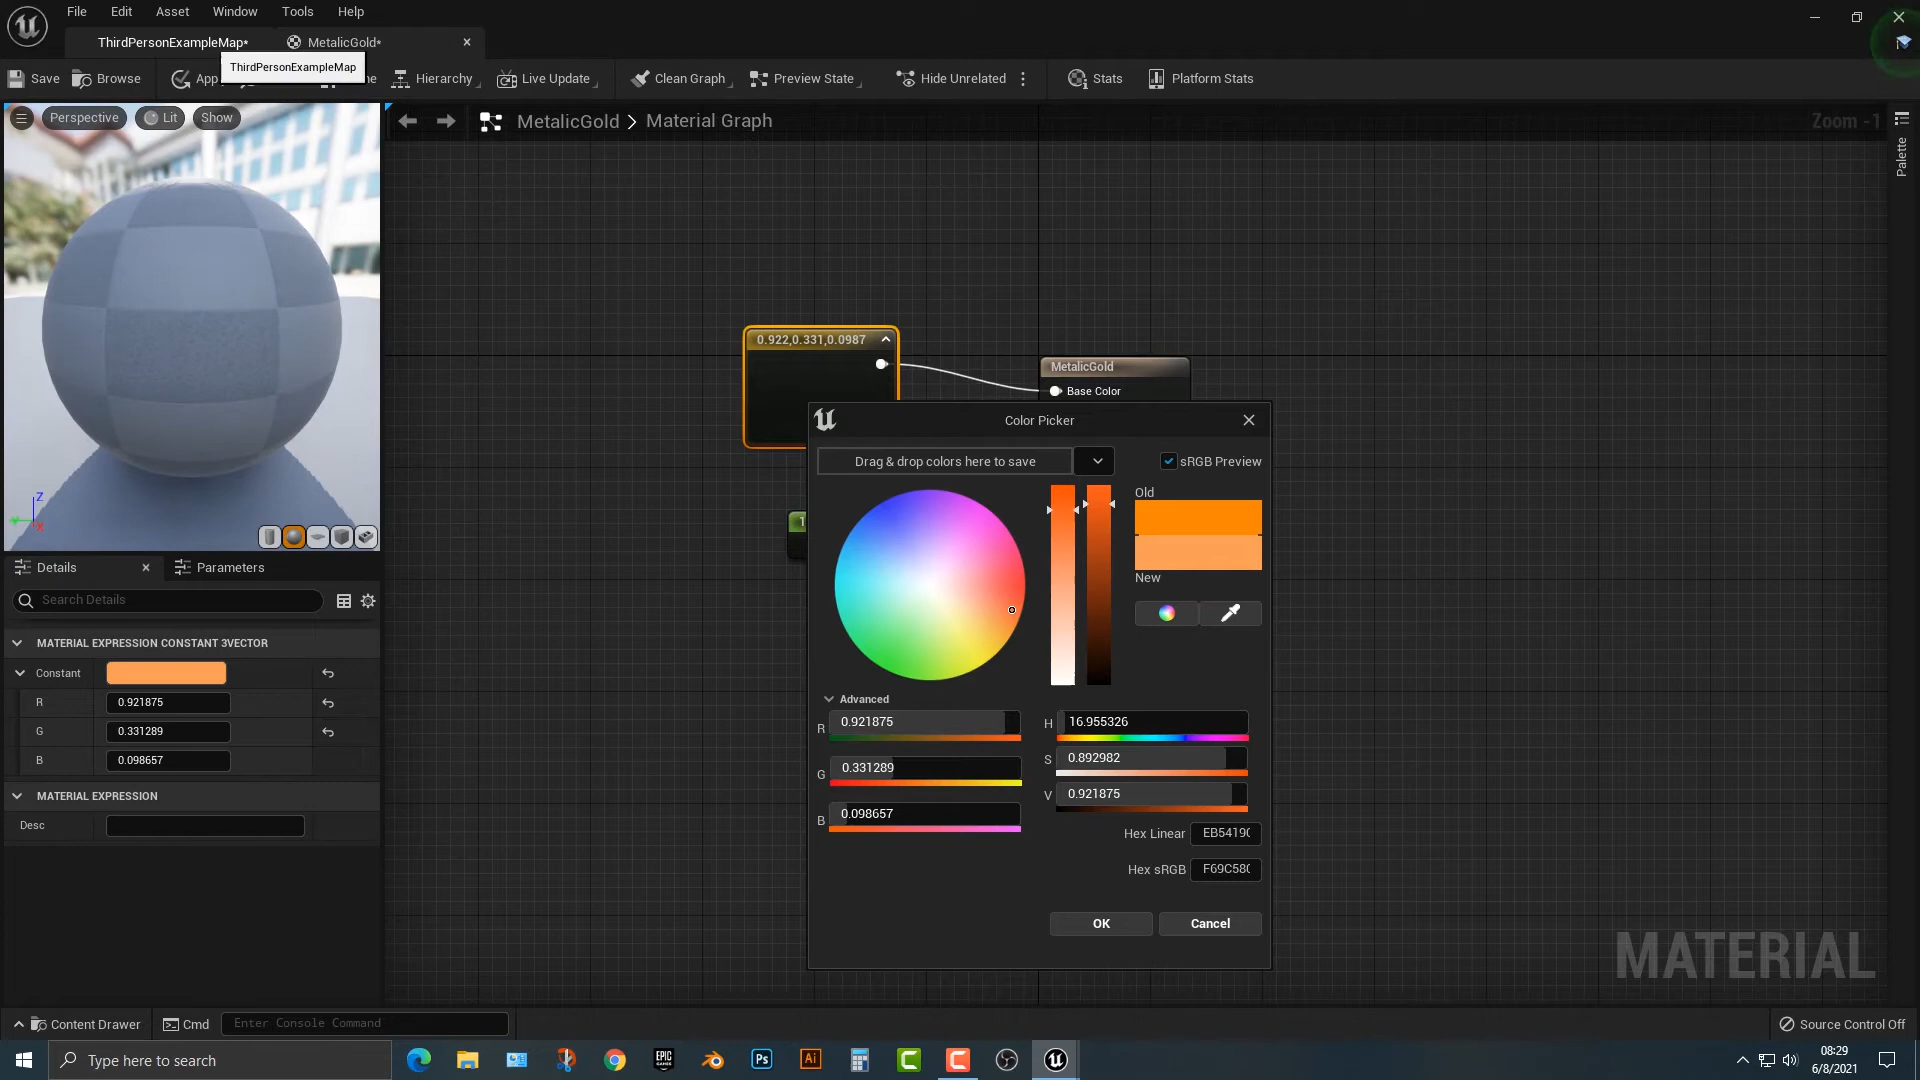 File Edit Asset Window Tools Help
ThirdPersonExampleMap* MetalicGold*
ThirdPersonExampleMap
Save Browse App ne Hierarchy Live Update Clean Graph Preview State Hide Unrelated Stats Platform Stats
Perspective Lit Show
MetalicGold > Material Graph
Zoom -1
Palette
0.922,0.331,0.0987
MetalicGold
Base Color
Color Picker
Drag & drop colors here to save
sRGB Preview
Old
New
Z
Advanced
R 0.921875
G 0.331289
B 0.098657
H 16.955326
S 0.892982
V 0.921875
Hex Linear EB5419
Hex sRGB F69C58
OK Cancel
Details Parameters
Search Details
MATERIAL EXPRESSION CONSTANT 3VECTOR
Constant
R 0.921875
G 0.331289
B 0.098657
MATERIAL EXPRESSION
Desc
MATERIAL
Content Drawer Cmd Enter Console Command Source Control Off
Type here to search
EPIC GAMES
Ps Ai
08:29
6/8/2021